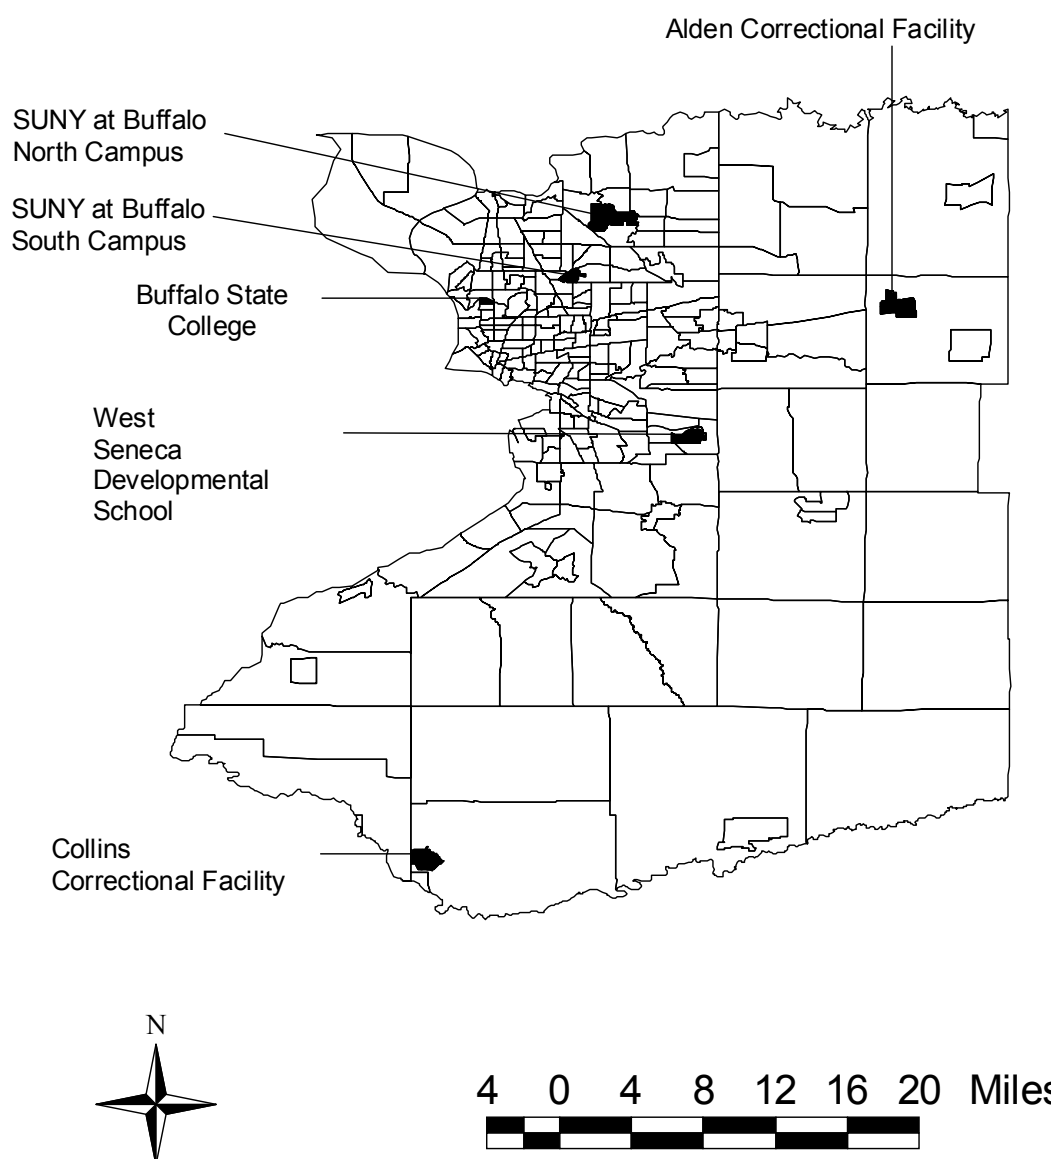 Alden Correctional Facility
SUNY at Buffalo
North Campus
SUNY at Buffalo
South Campus
Buffalo State
College
West
Seneca
Developmental
School
Collins
Correctional Facility
N
4 0 4 8 12 16 20 Miles